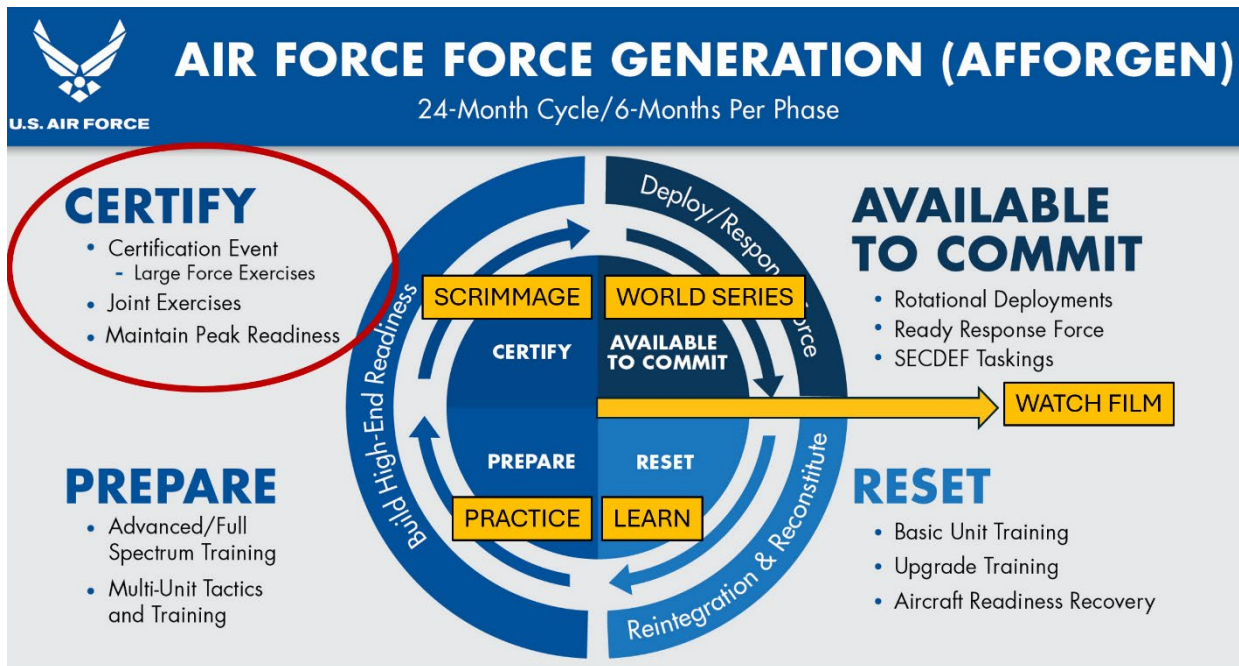 AIR FORCE FORCE GENERATION (AFFORGEN)
24-Month Cycle/6-Months Per Phase
U.S. AIR FORCE
CERTIFY
• Certification Event
- Large Force Exercises
• Joint Exercises
• Maintain Peak Readiness
Build High-End Readiness
Deploy/Response Force
SCRIMMAGE
WORLD SERIES
CERTIFY
AVAILABLE
TO COMMIT
AVAILABLE
TO COMMIT
• Rotational Deployments
• Ready Response Force
• SECDEF Taskings
WATCH FILM
PREPARE
• Advanced/Full
Spectrum Training
• Multi-Unit Tactics
and Training
PREPARE
RESET
PRACTICE
LEARN
Reintegration & Reconstitute
RESET
• Basic Unit Training
• Upgrade Training
• Aircraft Readiness Recovery